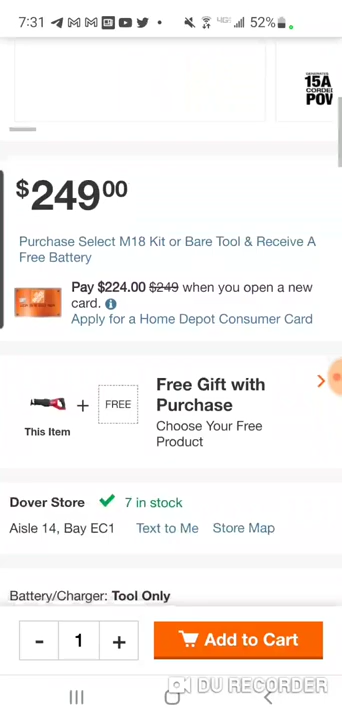 7:31
52%
15A
CORDED
POW
$249⁰⁰
Purchase Select M18 Kit or Bare Tool & Receive A
Free Battery
Pay $224.00 $249 when you open a new
card.
Apply for a Home Depot Consumer Card
Free Gift with
Purchase
Choose Your Free
Product
+ FREE
This Item
Dover Store 7 in stock
Aisle 14, Bay EC1 Text to Me Store Map
Battery/Charger: Tool Only
- 1 + Add to Cart
DU RECORDER